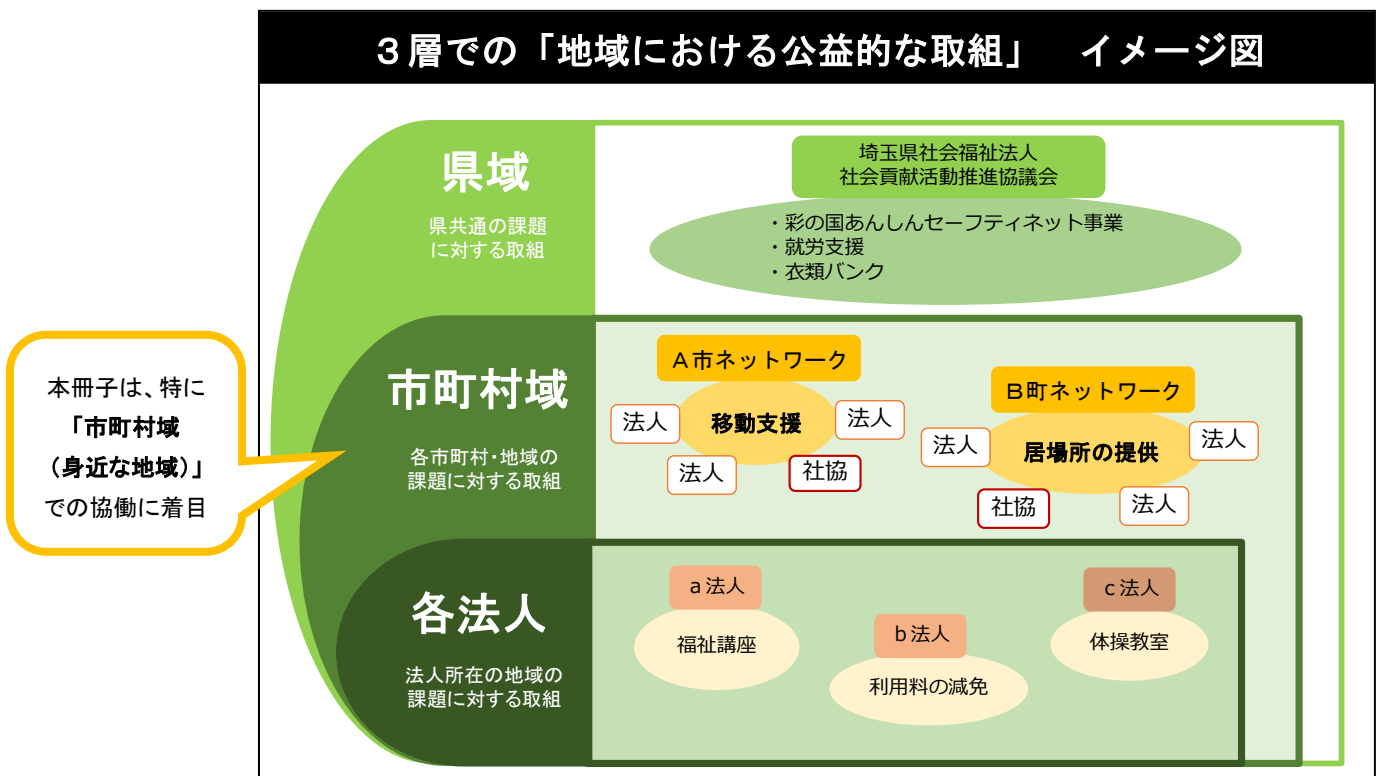 ３層での「地域における公益的な取組」　イメージ図
県域
県共通の課題
に対する取組
埼玉県社会福祉法人
社会貢献活動推進協議会
・彩の国あんしんセーフティネット事業
・就労支援
・衣類バンク
本冊子は、特に
「市町村域
（身近な地域）」
での協働に着目
市町村域
各市町村・地域の
課題に対する取組
Ａ市ネットワーク
移動支援
法人
法人
法人
社協
Ｂ町ネットワーク
居場所の提供
法人
法人
社協
法人
各法人
法人所在の地域の
課題に対する取組
ａ法人
福祉講座
ｂ法人
利用料の減免
ｃ法人
体操教室